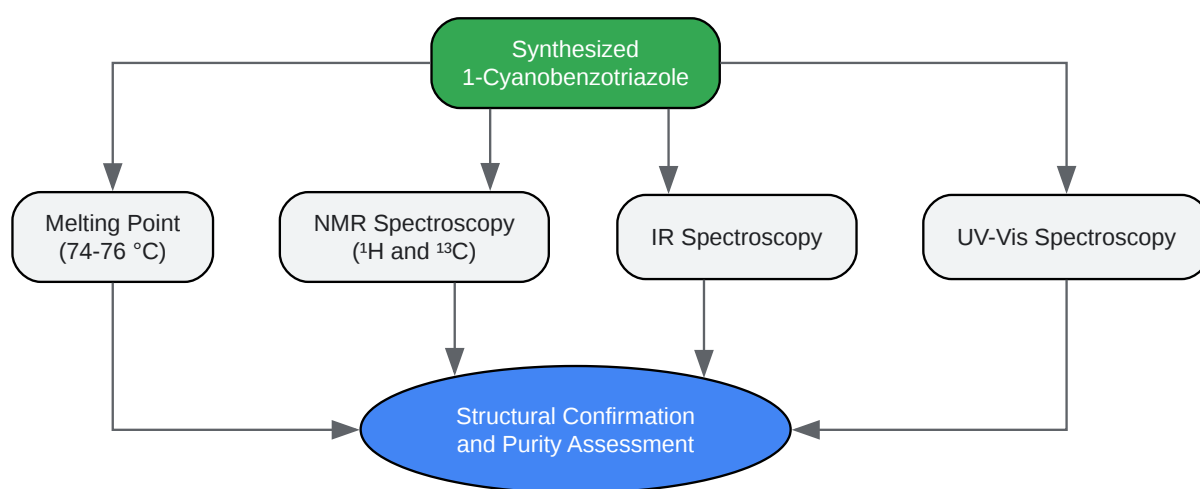 Synthesized
1-Cyanobenzotriazole
Melting Point
(74-76 °C)
NMR Spectroscopy
(¹H and ¹³C)
IR Spectroscopy
UV-Vis Spectroscopy
Structural Confirmation
and Purity Assessment